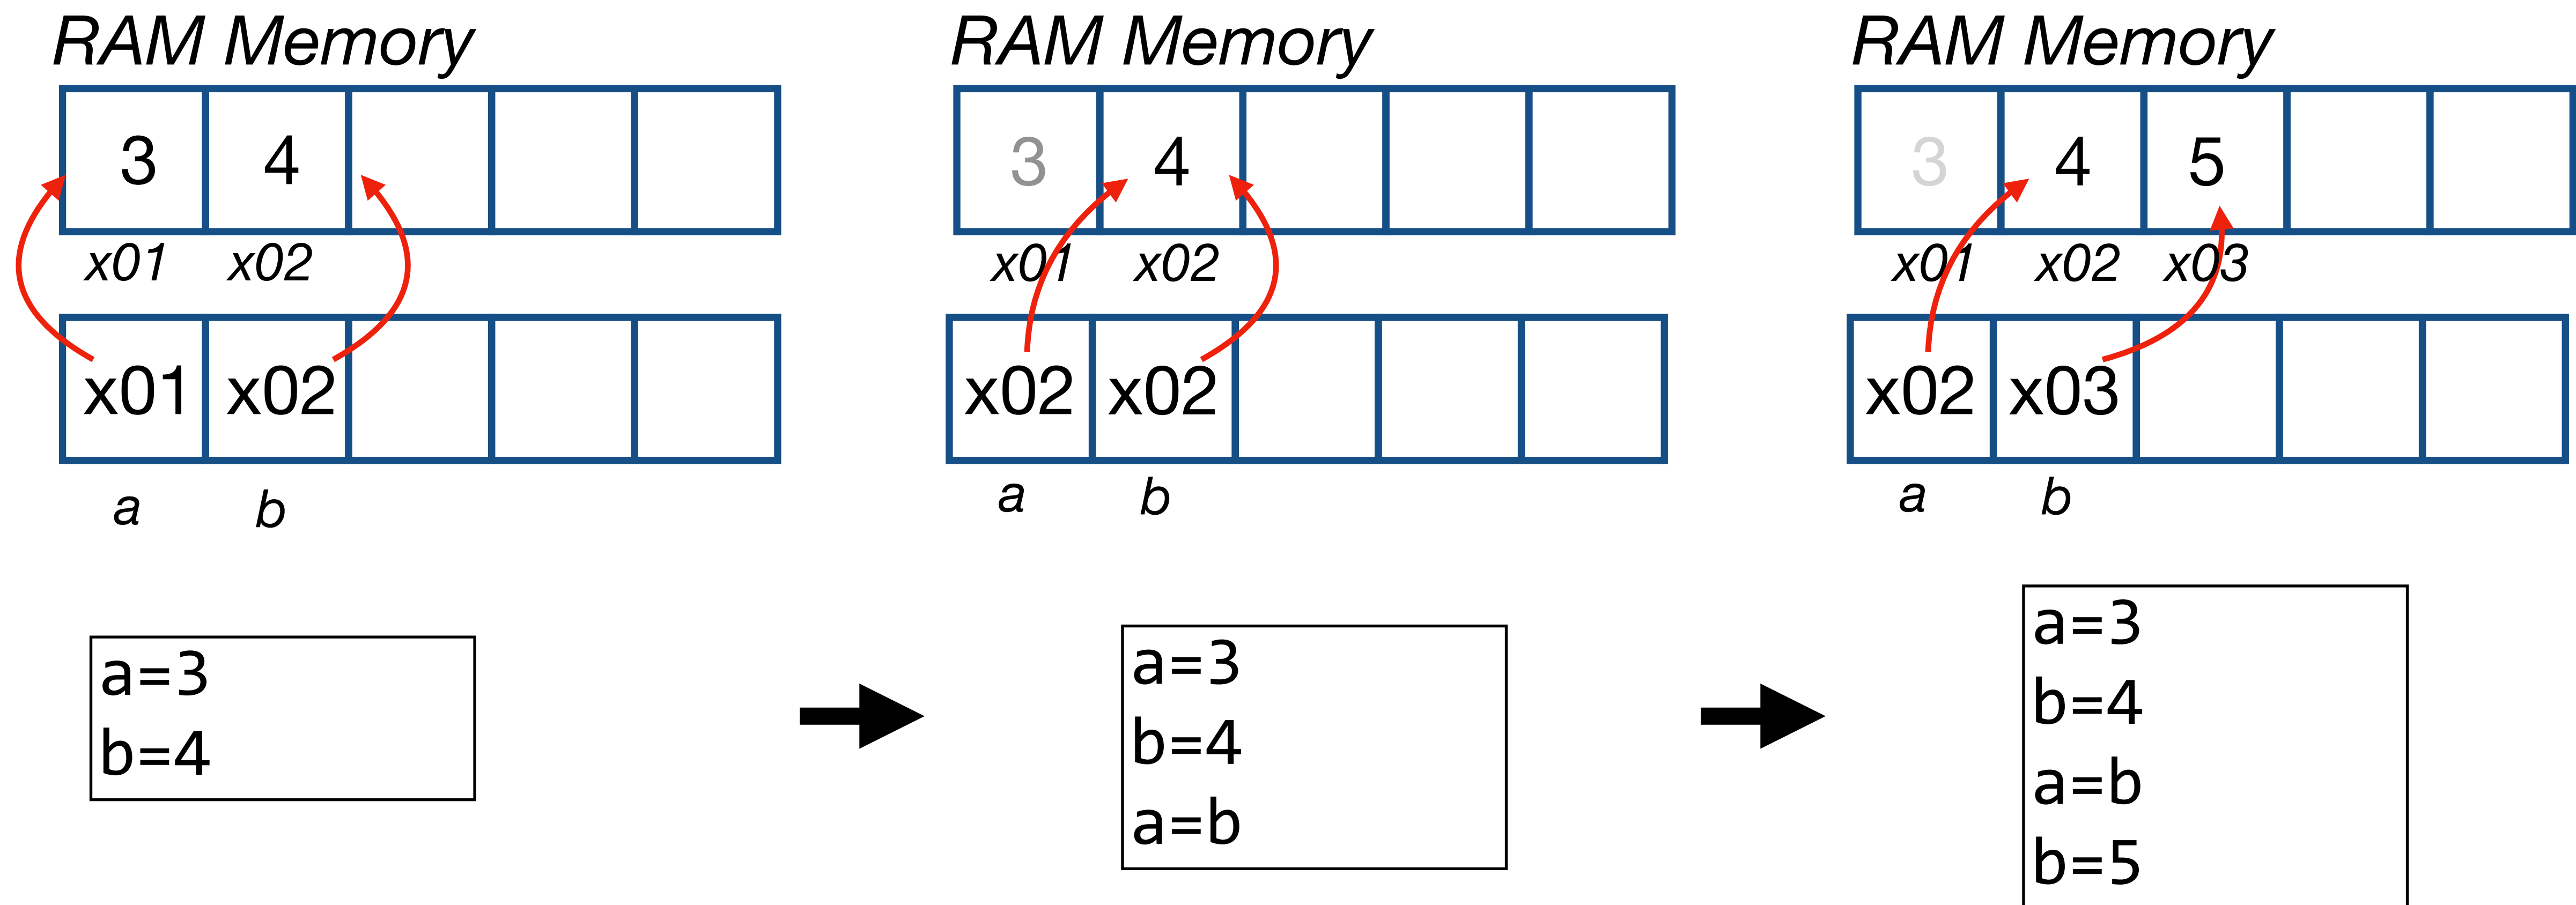 RAM Memory
3 4
x01 x02
x01 x02
a b
a=3
b=4
RAM Memory
3 4
x01 x02
x02 x02
a b
a=3
b=4
a=b
RAM Memory
3 4 5
x01 x02 x03
x02 x03
a b
a=3
b=4
a=b
b=5